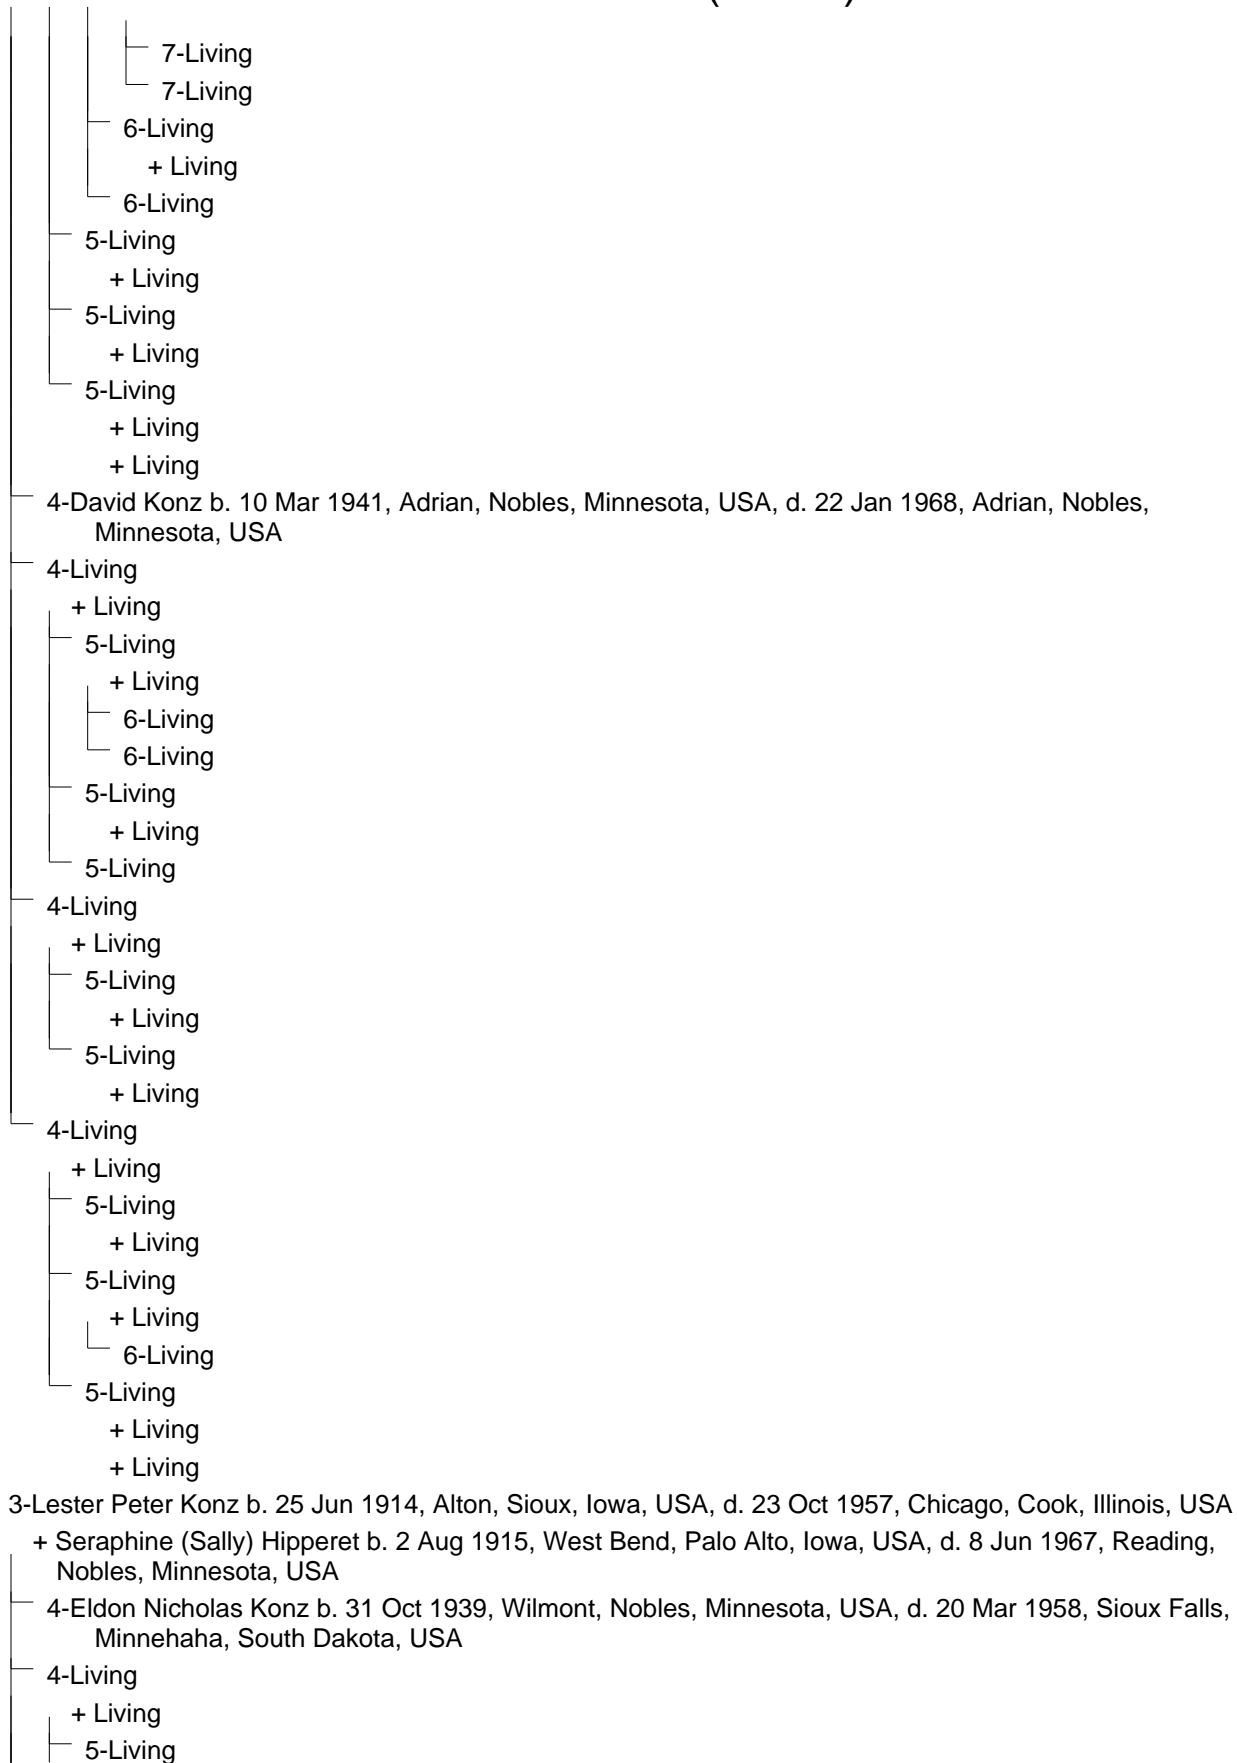 7-Living
7-Living
6-Living
+ Living
6-Living
5-Living
+ Living
5-Living
+ Living
5-Living
+ Living
+ Living
4-David Konz b. 10 Mar 1941, Adrian, Nobles, Minnesota, USA, d. 22 Jan 1968, Adrian, Nobles,
Minnesota, USA
4-Living
+ Living
5-Living
+ Living
6-Living
6-Living
5-Living
+ Living
5-Living
4-Living
+ Living
5-Living
+ Living
5-Living
+ Living
4-Living
+ Living
5-Living
+ Living
5-Living
+ Living
6-Living
5-Living
+ Living
+ Living
3-Lester Peter Konz b. 25 Jun 1914, Alton, Sioux, Iowa, USA, d. 23 Oct 1957, Chicago, Cook, Illinois, USA
+ Seraphine (Sally) Hipperet b. 2 Aug 1915, West Bend, Palo Alto, Iowa, USA, d. 8 Jun 1967, Reading,
Nobles, Minnesota, USA
4-Eldon Nicholas Konz b. 31 Oct 1939, Wilmont, Nobles, Minnesota, USA, d. 20 Mar 1958, Sioux Falls,
Minnehaha, South Dakota, USA
4-Living
+ Living
5-Living